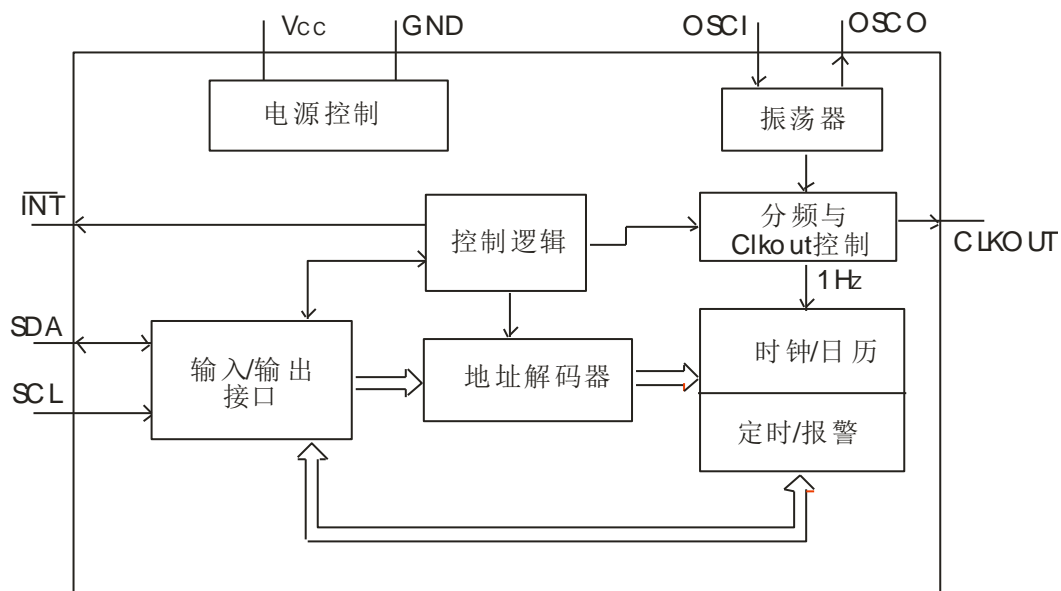 Vcc
GND
OSCI
OSCO
电源控制
振荡器
INT
控制逻辑
分频与
Clkout控制
CLKOUT
1Hz
SDA
输入/输出
接口
地址解码器
时钟/日历
SCL
定时/报警